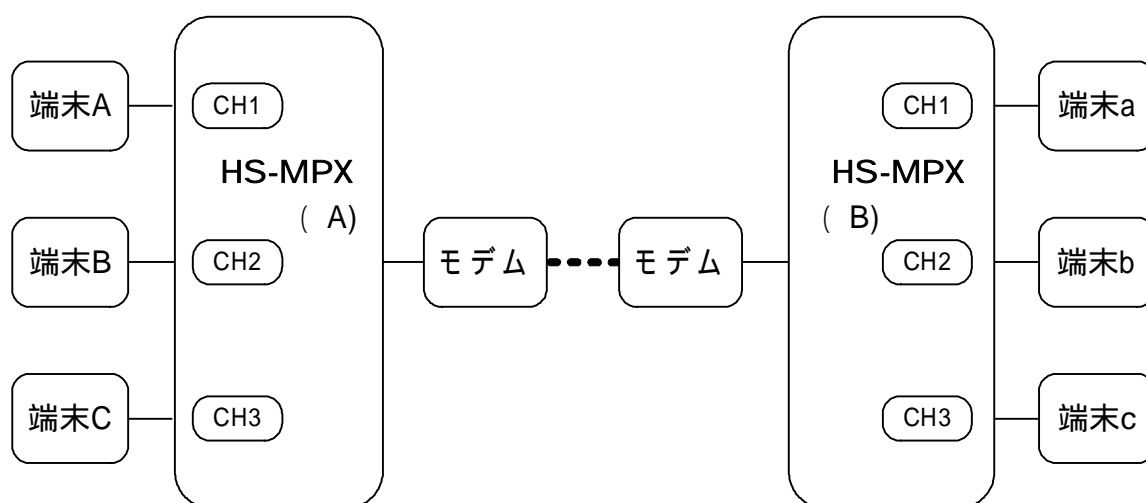 端末A
CH1
CH1
端末a
HS-MPX
( A)
HS-MPX
( B)
端末B
CH2
モデム
モデム
CH2
端末b
端末C
CH3
CH3
端末c